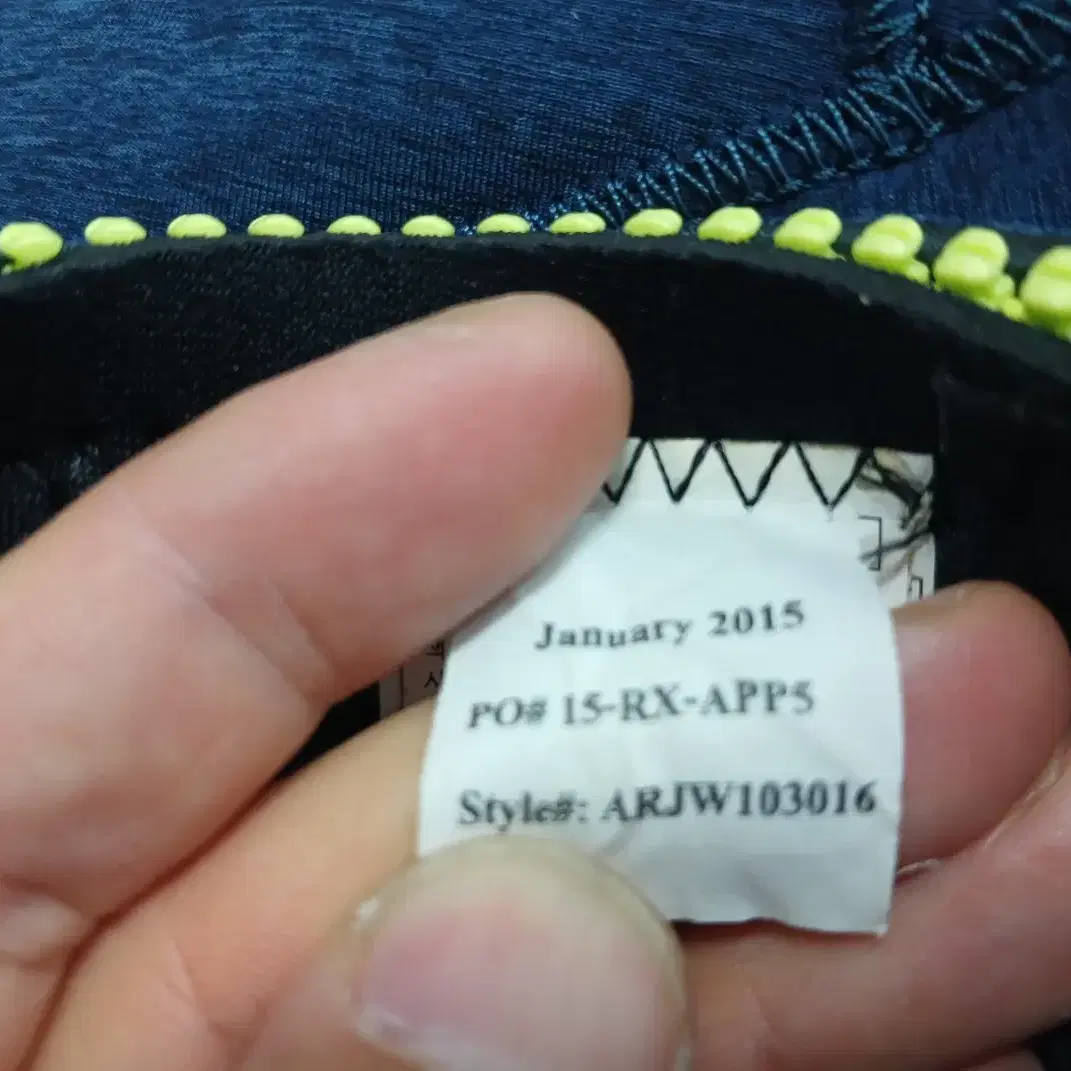 January 2015
PO# 15-RX-APP5
Style#: ARJW103016